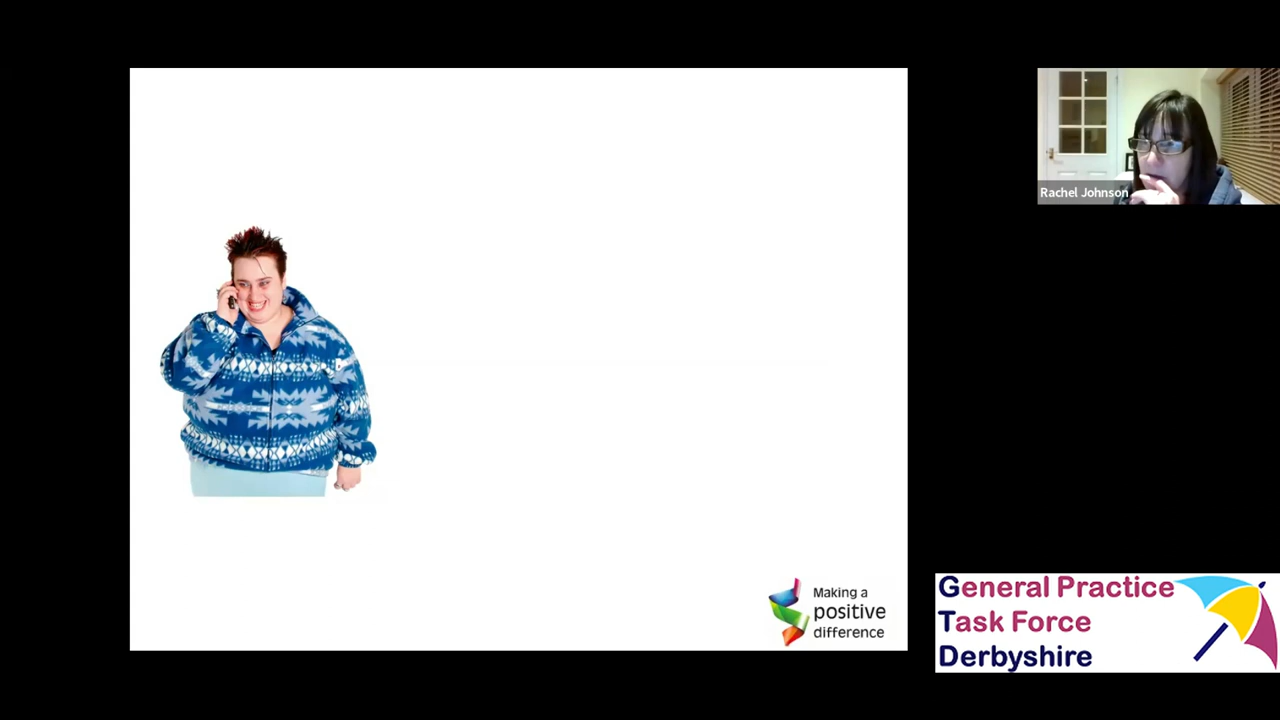 Rachel Johnson
Making a
positive
difference
General Practice
Task Force
Derbyshire